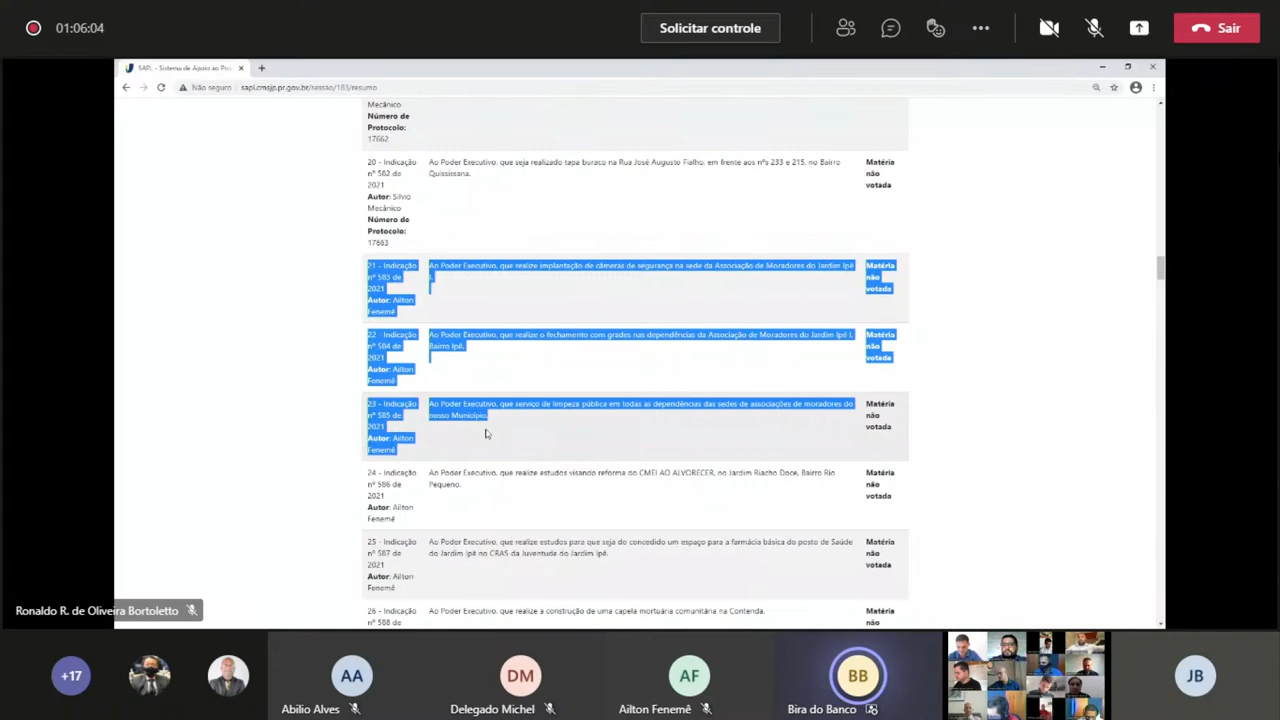 01:06:04
Solicitar controle
Sair
SAPL - Sistema de Apoio ao Pro
Não seguro
sapl.cmsjp.pr.gov.br/sessao/183/resumo
Mecânico
Número de
Protocolo:
17662
20 - Indicação
nº 582 de
2021
Autor: Silvio
Mecânico
Número de
Protocolo:
17663
Ao Poder Executivo, que seja realizado tapa buraco na Rua José Augusto Fialho, em frente aos nºs 233 e 215, no Bairro
Quississana.
Matéria
não
votada
21 - Indicação
nº 583 de
2021
Autor: Ailton
Fenemê
Ao Poder Executivo, que realize implantação de câmeras de segurança na sede da Associação de Moradores do Jardim Ipê
I.
Matéria
não
votada
22 - Indicação
nº 584 de
2021
Autor: Ailton
Fenemê
Ao Poder Executivo, que realize o fechamento com grades nas dependências da Associação de Moradores do Jardim Ipê I,
Bairro Ipê.
Matéria
não
votada
23 - Indicação
nº 585 de
2021
Autor: Ailton
Fenemê
Ao Poder Executivo, que serviço de limpeza pública em todas as dependências das sedes de associações de moradores do
nosso Município.
Matéria
não
votada
24 - Indicação
nº 586 de
2021
Autor: Ailton
Fenemê
Ao Poder Executivo, que realize estudos visando reforma do CMEI AO ALVORECER, no Jardim Riacho Doce, Bairro Rio
Pequeno.
Matéria
não
votada
25 - Indicação
nº 587 de
2021
Autor: Ailton
Fenemê
Ao Poder Executivo, que realize estudos para que seja do concedido um espaço para a farmácia básica do posto de Saúde
do Jardim Ipê no CRAS da Juventude do Jardim Ipê.
Matéria
não
votada
26 - Indicação
nº 588 de
Ao Poder Executivo, que realize a construção de uma capela mortuária comunitária na Contenda.
Matéria
não
Ronaldo R. de Oliveira Bortoletto
+17
AA
Abilio Alves
DM
Delegado Michel
AF
Ailton Fenemê
BB
Bira do Banco
JB